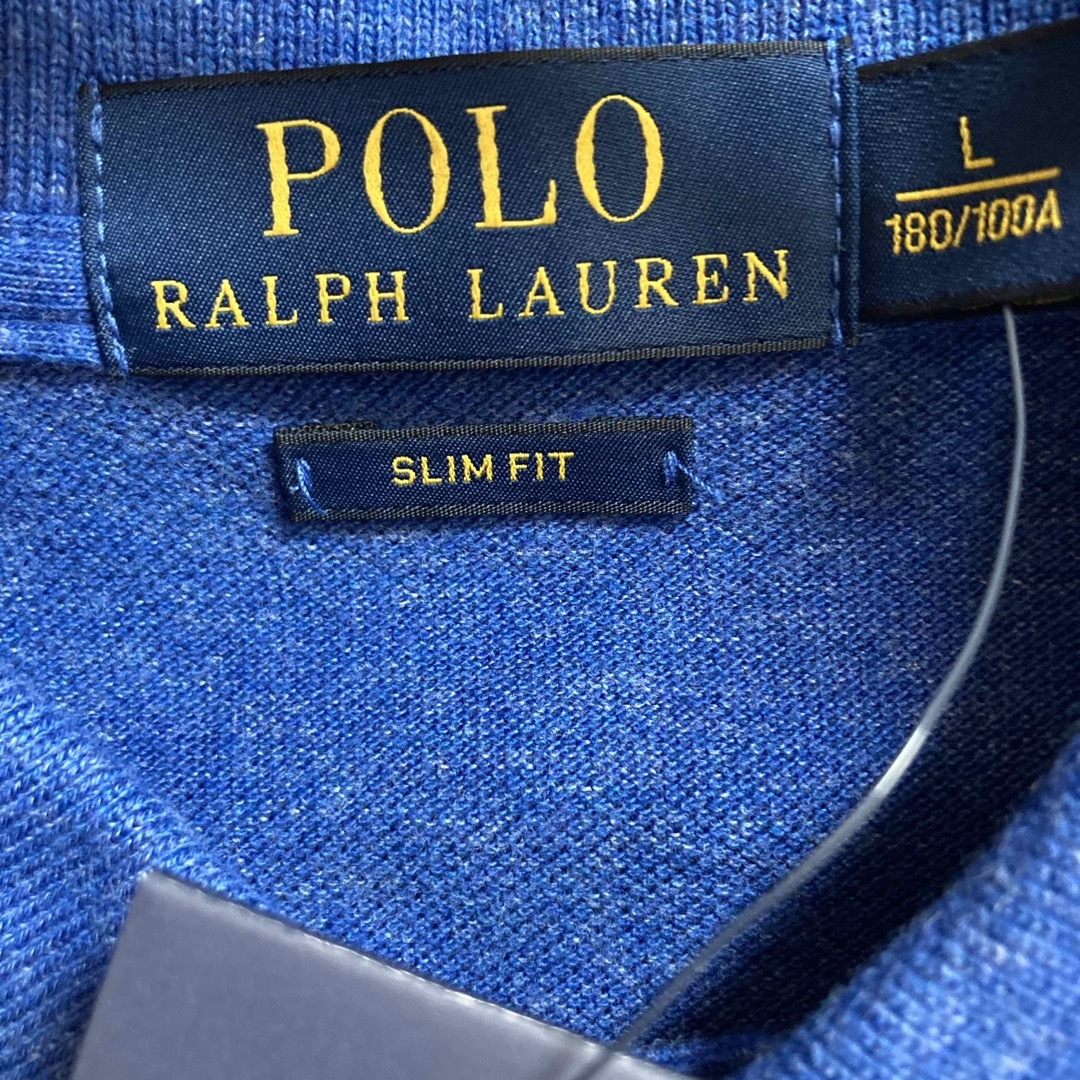 POLO
RALPH LAUREN
L
180/100A
SLIM FIT